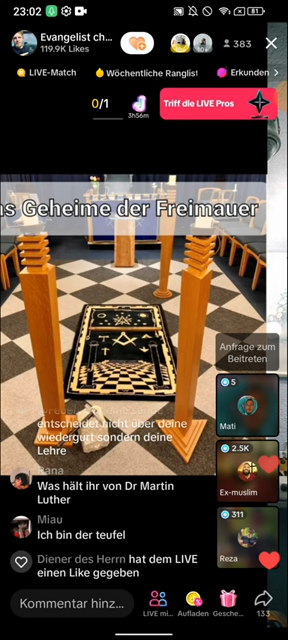 23:02
81
Evangelist ch...
119.9K Likes
383
LIVE-Match
Wöchentliche Ranglist
Erkunden
0/1
3h56m
Triff die LIVE Pros
as Geheime der Freimauer
Anfrage zum
Beitreten
5
Mati
entscheidet nicht über deine
wiedergurt sondern deine
Lehre
2.5K
Ex-muslim
Rana
Was hält ihr von Dr Martin
Luther
Miau
Ich bin der teufel
311
Reza
Diener des Herrn hat dem LIVE
einen Like gegeben
Kommentar hinz...
LIVE mi...
Aufladen
Gesche...
133